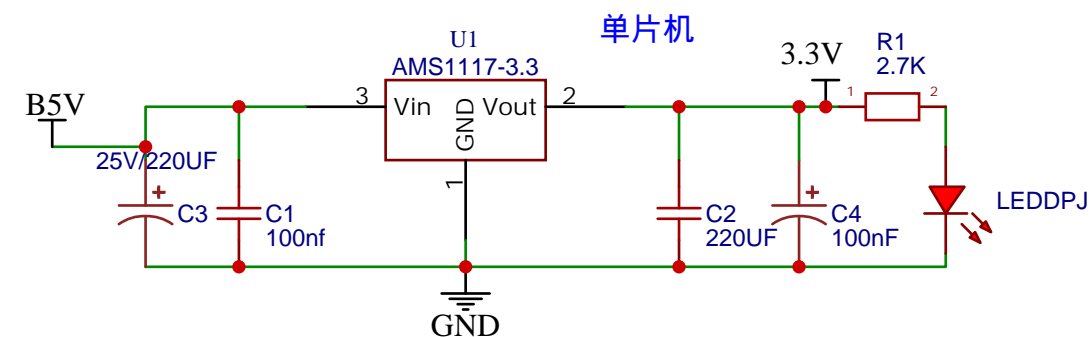 单片机
U1
AMS1117-3.3
3.3V
R1
2.7K
B5V
3
Vin
GND
Vout
2
1
2
25V/220UF
1
C3
C1
100nf
C2
220UF
C4
100nF
LEDDPJ
GND